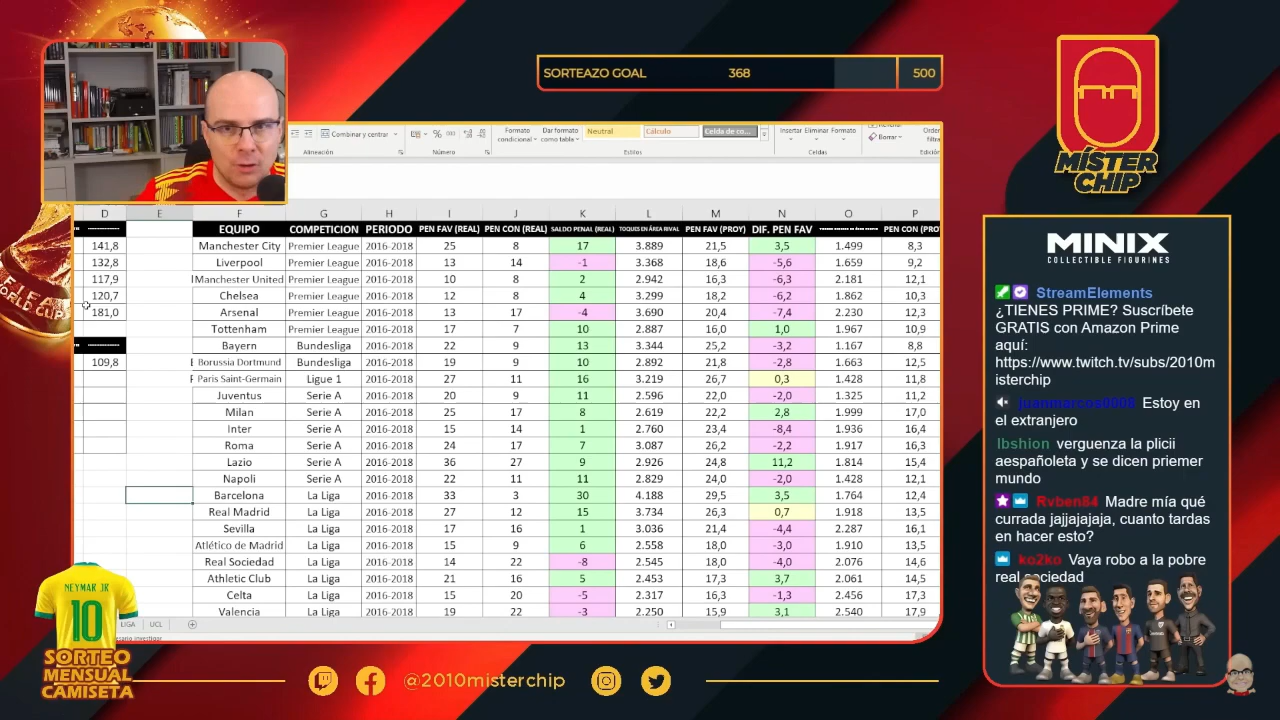 SORTEAZO GOAL 368 500
MÍSTER
CHIP
Combinar y centrar
Formato
condicional
Dar formato
como tabla
Neutral Cálculo Celda de co...
Insertar Eliminar Formato
Borrar
Alineación Número Estilos Celdas Edición
D E F G H I J K L M N O P
EQUIPO COMPETICION PERIODO PEN FAV (REAL) PEN CON (REAL) SALDO PENAL (REAL) TOQUES EN ÁREA RIVAL PEN FAV (PROY) DIF. PEN FAV PEN CON (PRO
141,8 Manchester City Premier League 2016-2018 25 8 17 3.889 21,5 3,5 1.499 8,3
132,8 Liverpool Premier League 2016-2018 13 14 -1 3.368 18,6 -5,6 1.659 9,2
117,9 Manchester United Premier League 2016-2018 10 8 2 2.942 16,3 -6,3 2.181 12,1
120,7 Chelsea Premier League 2016-2018 12 8 4 3.299 18,2 -6,2 1.862 10,3
181,0 Arsenal Premier League 2016-2018 13 17 -4 3.690 20,4 -7,4 2.230 12,3
Tottenham Premier League 2016-2018 17 7 10 2.887 16,0 1,0 1.967 10,9
Bayern Bundesliga 2016-2018 22 9 13 3.344 25,2 -3,2 1.167 8,8
109,8 Borussia Dortmund Bundesliga 2016-2018 19 9 10 2.892 21,8 -2,8 1.663 12,5
Paris Saint-Germain Ligue 1 2016-2018 27 11 16 3.219 26,7 0,3 1.428 11,8
Juventus Serie A 2016-2018 20 9 11 2.596 22,0 -2,0 1.325 11,2
Milan Serie A 2016-2018 25 17 8 2.619 22,2 2,8 1.999 17,0
Inter Serie A 2016-2018 15 14 1 2.760 23,4 -8,4 1.936 16,4
Roma Serie A 2016-2018 24 17 7 3.087 26,2 -2,2 1.917 16,3
Lazio Serie A 2016-2018 36 27 9 2.926 24,8 11,2 1.814 15,4
Napoli Serie A 2016-2018 22 11 11 2.829 24,0 -2,0 1.428 12,1
Barcelona La Liga 2016-2018 33 3 30 4.188 29,5 3,5 1.764 12,4
Real Madrid La Liga 2016-2018 27 12 15 3.734 26,3 0,7 1.918 13,5
Sevilla La Liga 2016-2018 17 16 1 3.036 21,4 -4,4 2.287 16,1
Atlético de Madrid La Liga 2016-2018 15 9 6 2.558 18,0 -3,0 1.910 13,5
Real Sociedad La Liga 2016-2018 14 22 -8 2.545 18,0 -4,0 2.076 14,6
Athletic Club La Liga 2016-2018 21 16 5 2.453 17,3 3,7 2.061 14,5
Celta La Liga 2016-2018 15 20 -5 2.317 16,3 -1,3 2.456 17,3
Valencia La Liga 2016-2018 19 22 -3 2.250 15,9 3,1 2.540 17,9
LIGA UCL
investigar
MINIX
COLLECTIBLE FIGURINES
StreamElements
¿TIENES PRIME? Suscríbete
GRATIS con Amazon Prime
aquí:
https://www.twitch.tv/subs/2010m
isterchip
juanmarcos0008 Estoy en
el extranjero
lbshion verguenza la plicii
aespañoleta y se dicen priemer
mundo
Rvben84 Madre mía qué
currada jajjajajaja, cuanto tardas
en hacer esto?
ko2ko Vaya robo a la pobre
real sociedad
NEYMAR JR
10
SORTEO
MENSUAL
CAMISETA
@2010misterchip